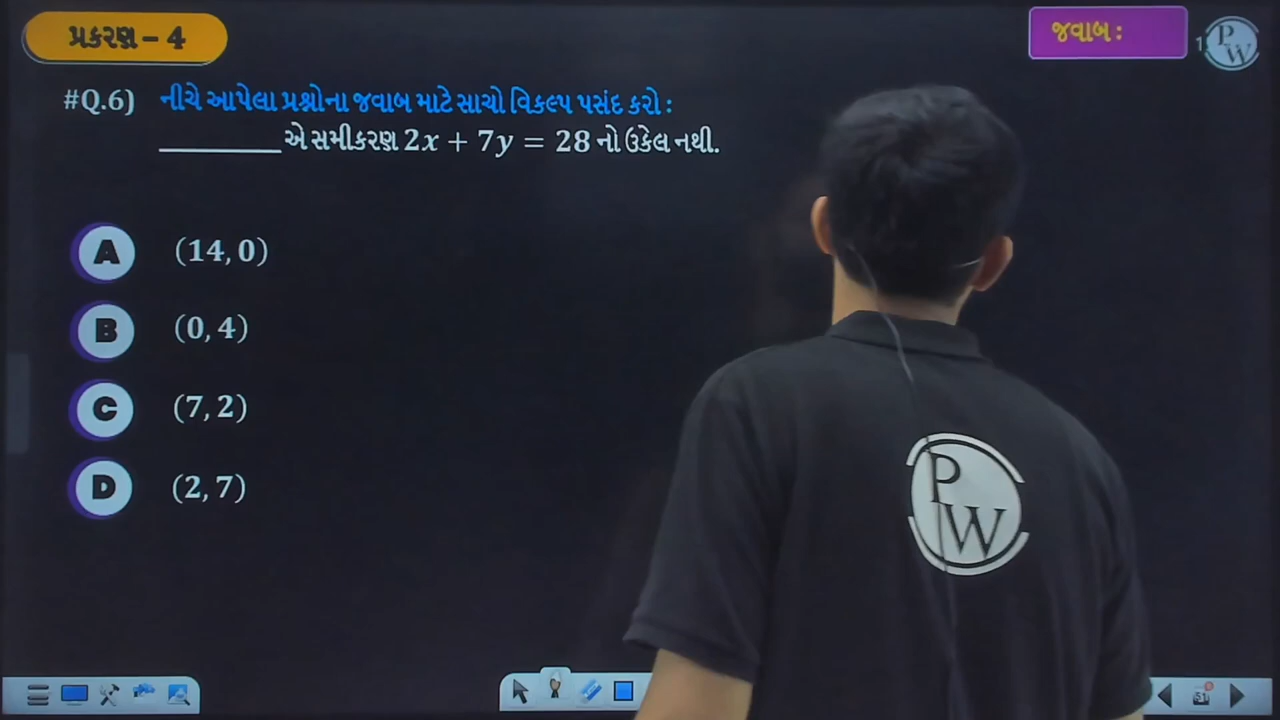 પ્રકરણ – 4
જવાબ :
PW
#Q.6) નીચે આપેલા પ્રશ્નોના જવાબ માટે સાચો વિકલ્પ પસંદ કરો :
________ એ સમીકરણ 2x + 7y = 28 નો ઉકેલ નથી.
A (14, 0)
B (0, 4)
C (7, 2)
D (2, 7)
PW